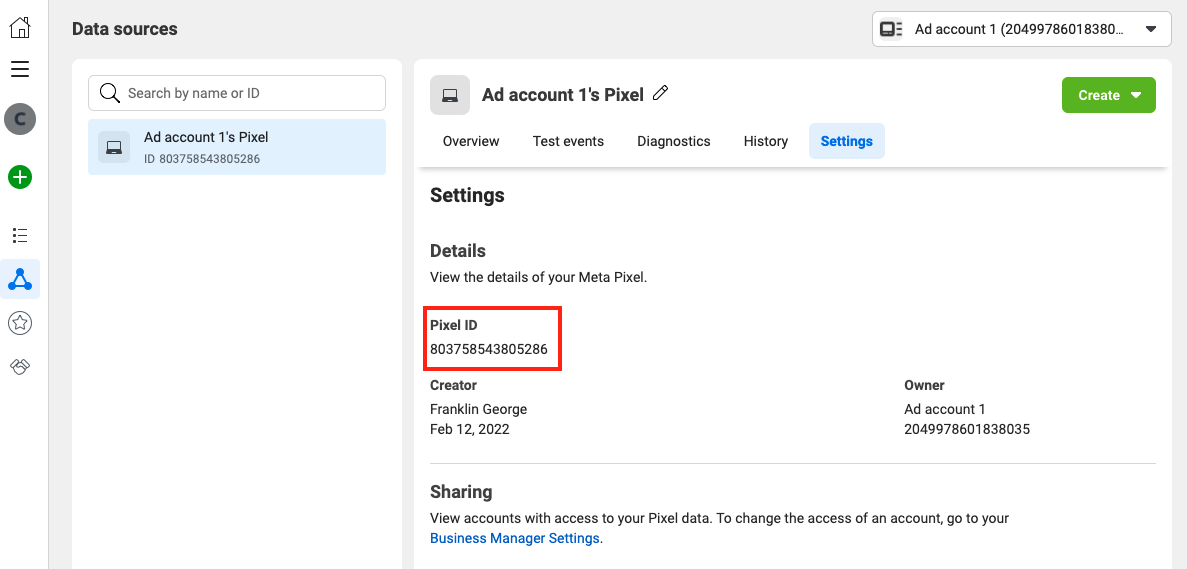 Data sources
Ad account 1 (20499786018380...
C
Search by name or ID
Ad account 1's Pixel
ID 803758543805286
Ad account 1's Pixel
Create
Overview
Test events
Diagnostics
History
Settings
Settings
Details
View the details of your Meta Pixel.
Pixel ID
803758543805286
Creator
Franklin George
Feb 12, 2022
Owner
Ad account 1
2049978601838035
Sharing
View accounts with access to your Pixel data. To change the access of an account, go to your
Business Manager Settings.